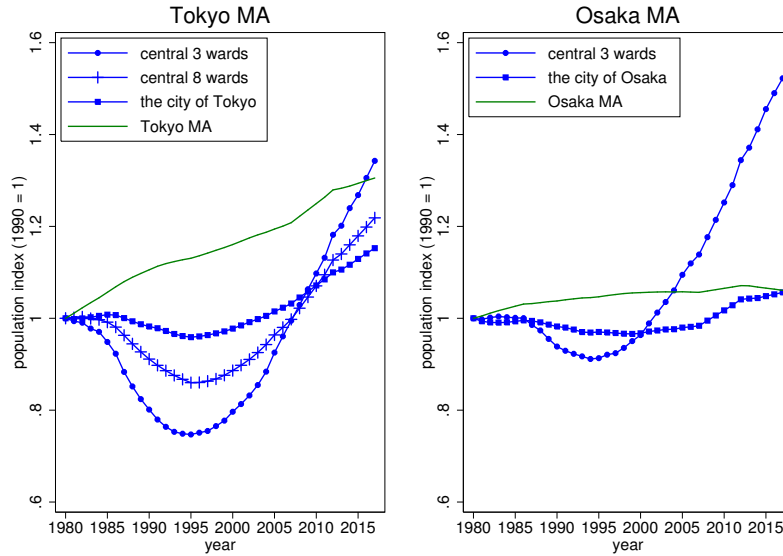 Tokyo MA
population index (1990 = 1)
1.6
1.4
1.2
1
.8
.6
central 3 wards
central 8 wards
the city of Tokyo
Tokyo MA
1980 1985 1990 1995 2000 2005 2010 2015
year
Osaka MA
population index (1990 = 1)
1.6
1.4
1.2
1
.8
.6
central 3 wards
the city of Osaka
Osaka MA
1980 1985 1990 1995 2000 2005 2010 2015
year